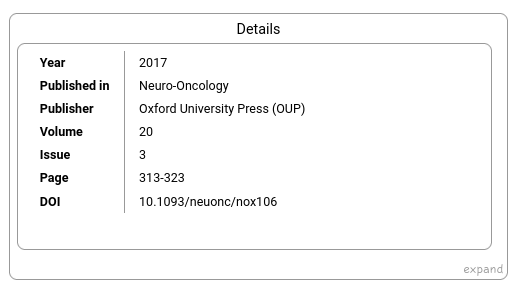 Details
Year 2017
Published in Neuro-Oncology
Publisher Oxford University Press (OUP)
Volume 20
Issue 3
Page 313-323
DOI 10.1093/neuonc/nox106
expand